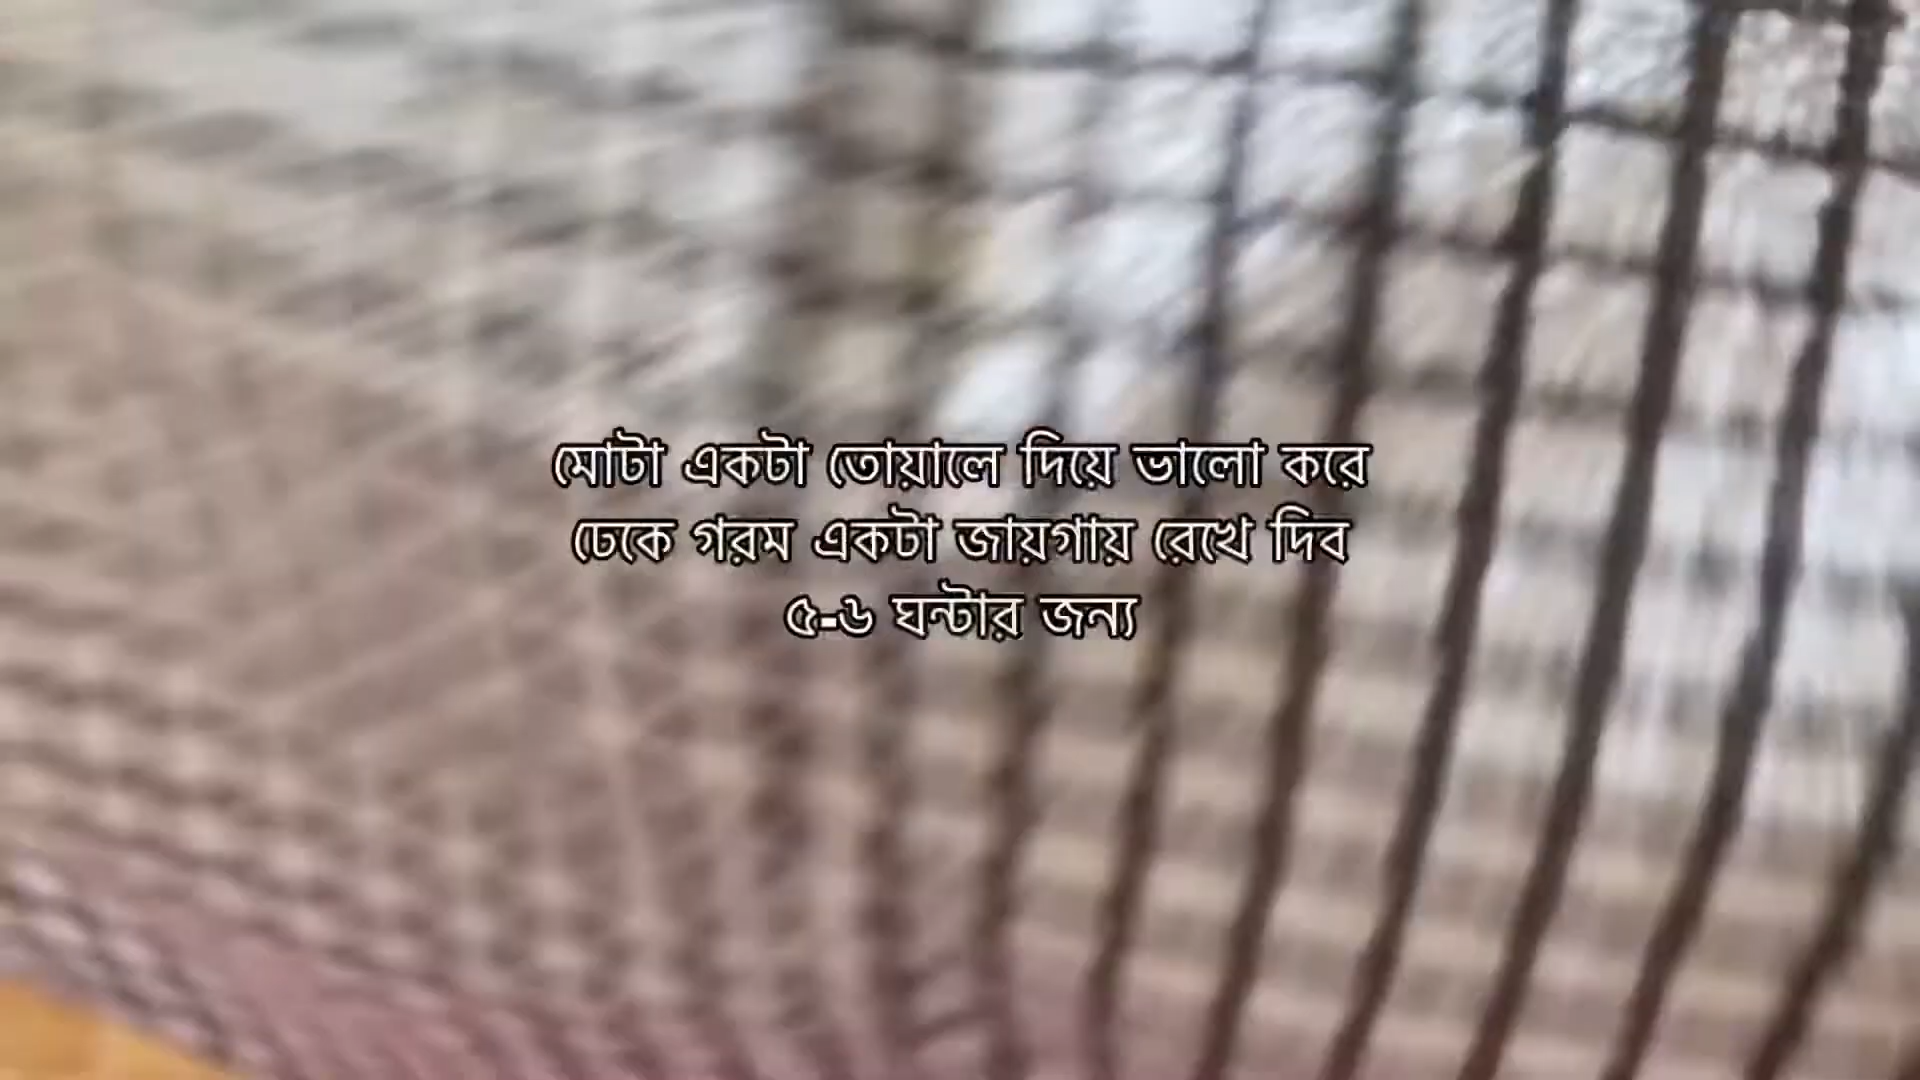 মোটা একটা তোয়ালে দিয়ে ভালো করে
ঢেকে গরম একটা জায়গায় রেখে দিব
৫-৬ ঘন্টার জন্য